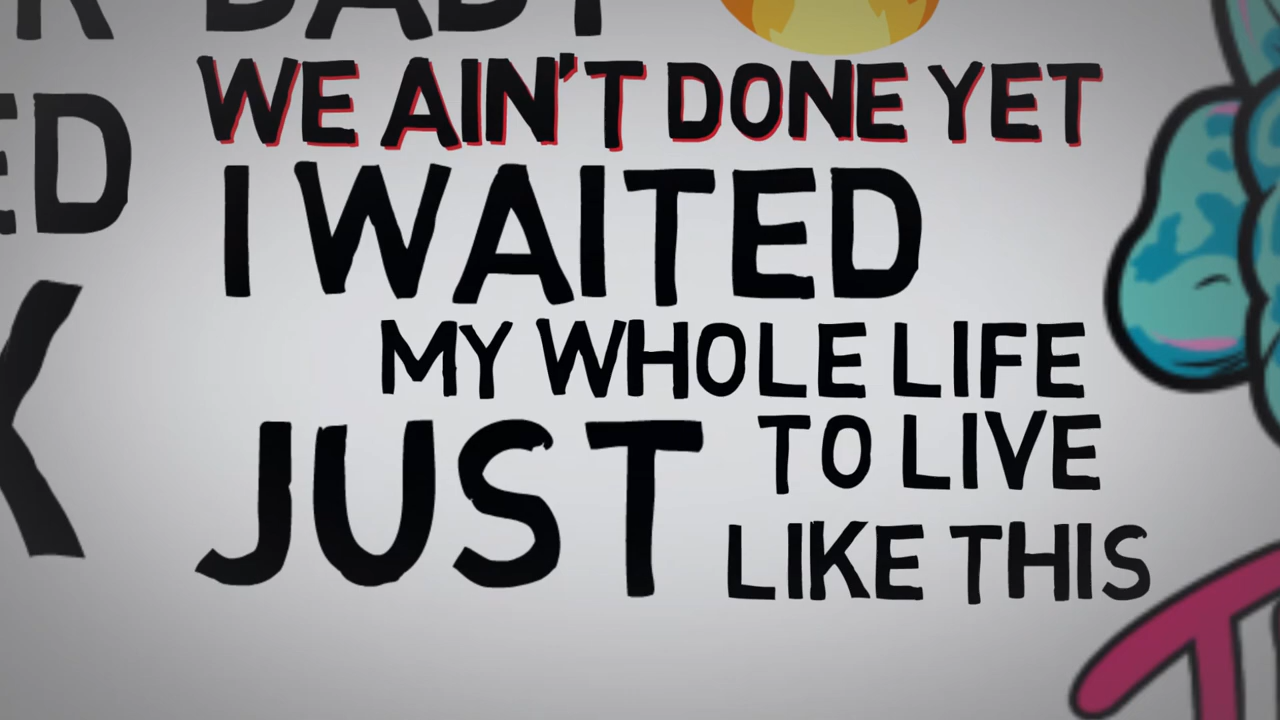 WE AIN'T DONE YET
I WAITED
MY WHOLE LIFE
JUST TO LIVE
LIKE THIS